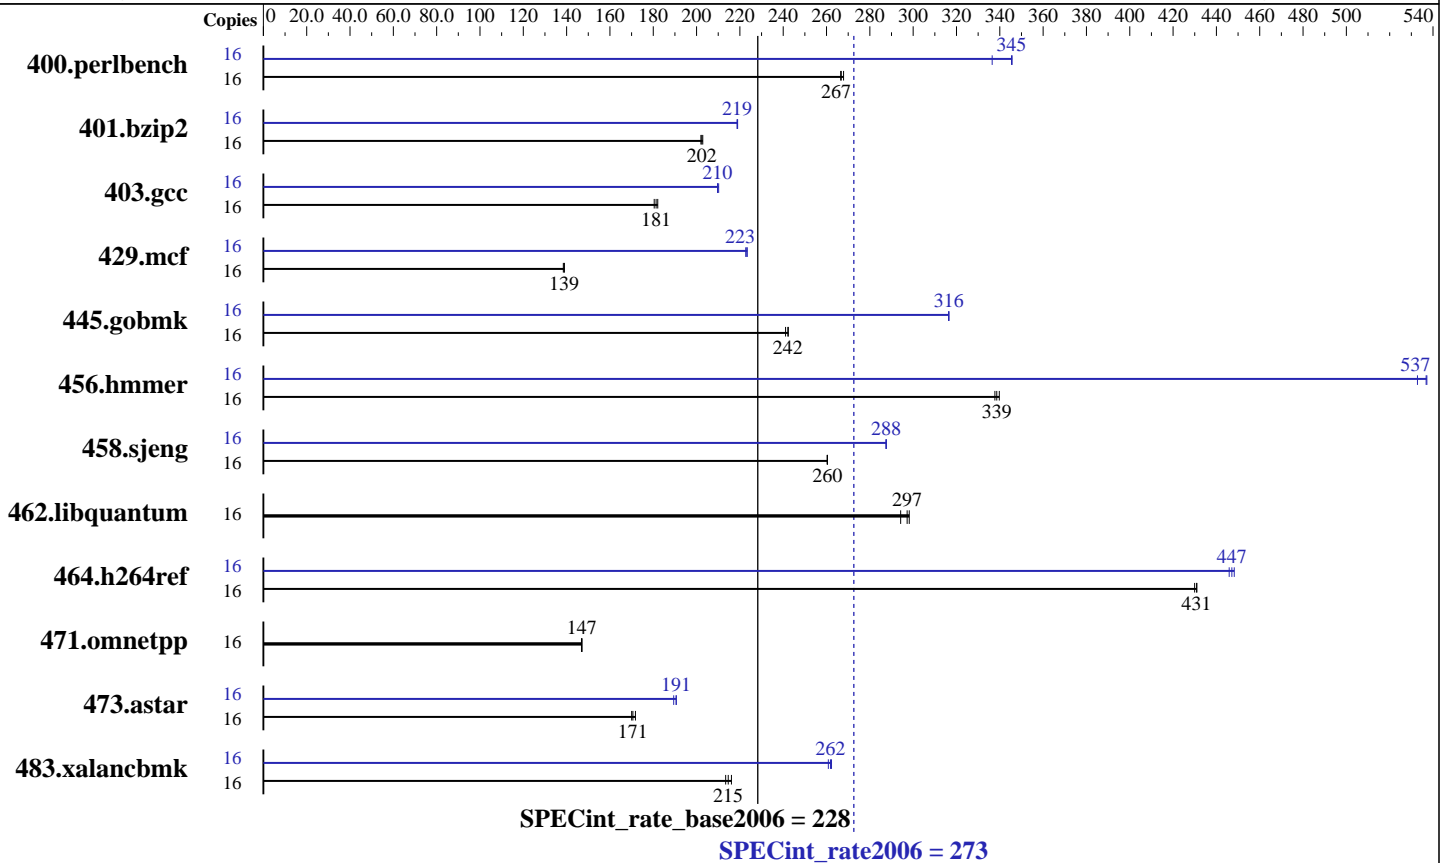 Copies 0 20.0 40.0 60.0 80.0 100 120 140 160 180 200 220 240 260 280 300 320 340 360 380 400 420 440 460 480 500 540
400.perlbench 16 345
16 267
401.bzip2 16 219
16 202
403.gcc 16 210
16 181
429.mcf 16 223
16 139
445.gobmk 16 316
16 242
456.hmmer 16 537
16 339
458.sjeng 16 288
16 260
462.libquantum 16 297
464.h264ref 16 447
16 431
471.omnetpp 16 147
473.astar 16 191
16 171
483.xalancbmk 16 262
16 215
SPECint_rate_base2006 = 228
SPECint_rate2006 = 273